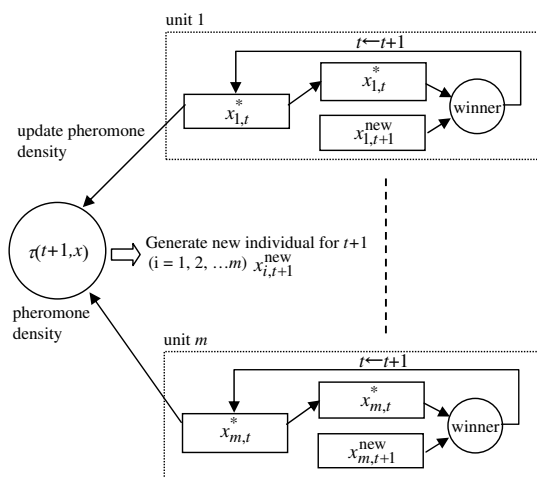 unit 1
t←t+1
x*1,t
x*1,t
winner
xnew1,t+1
update pheromone
density
τ(t+1,x)
Generate new individual for t+1
(i = 1, 2, …m) xnewi,t+1
pheromone
density
unit m
t←t+1
x*m,t
x*m,t
winner
xnewm,t+1